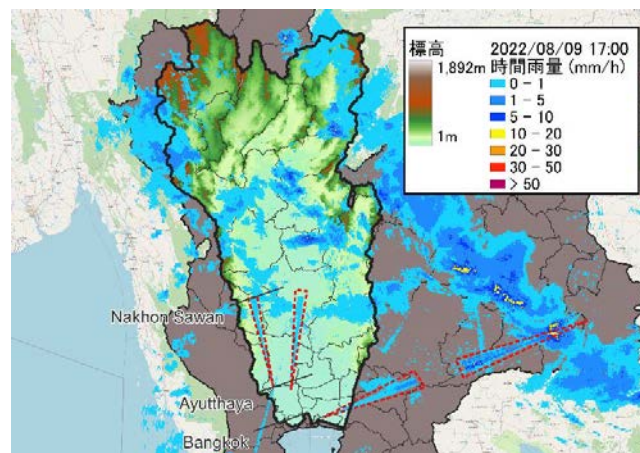 標高
2022/08/09 17:00
1,892m
1m
時間雨量(mm/h)
0 - 1
1 - 5
5 - 10
10 - 20
20 - 30
30 - 50
> 50
Nakhon Sawan
Ayutthaya
Bangkok